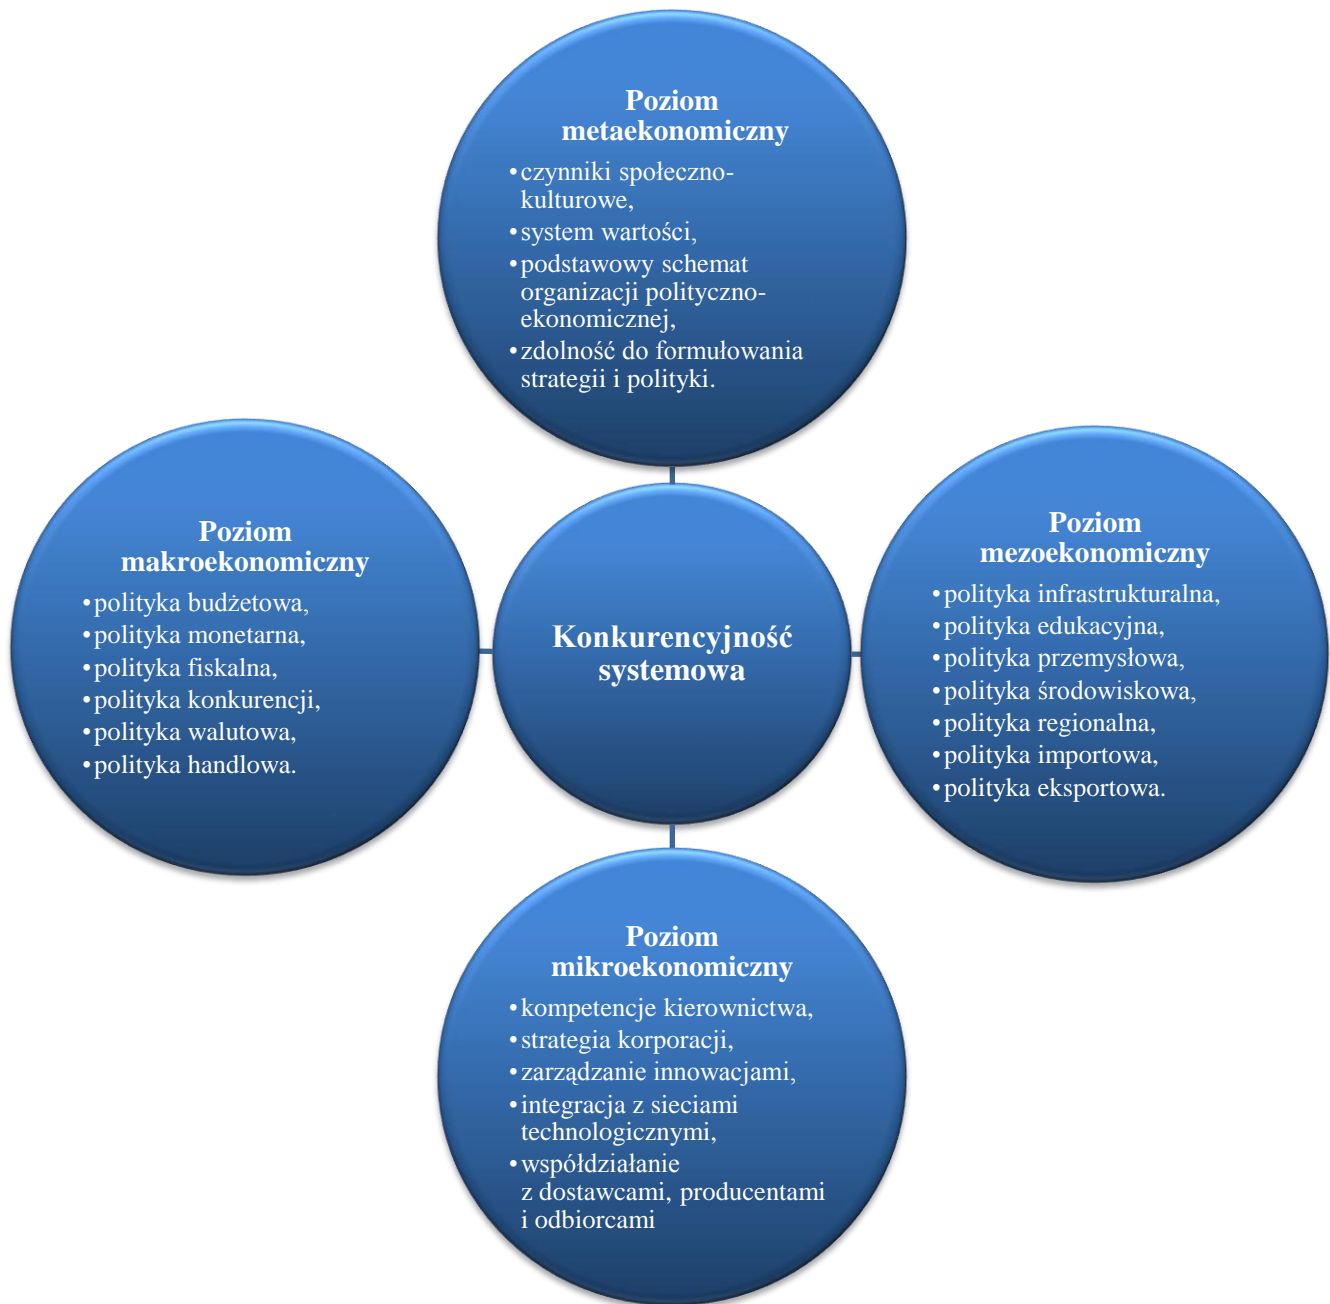 Poziom
metaekonomiczny
•czynniki społeczno-
kulturowe,
•system wartości,
•podstawowy schemat
organizacji polityczno-
ekonomicznej,
•zdolność do formułowania
strategii i polityki.
Poziom
makroekonomiczny
•polityka budżetowa,
•polityka monetarna,
•polityka fiskalna,
•polityka konkurencji,
•polityka walutowa,
•polityka handlowa.
Konkurencyjność
systemowa
Poziom
mezoekonomiczny
•polityka infrastrukturalna,
•polityka edukacyjna,
•polityka przemysłowa,
•polityka środowiskowa,
•polityka regionalna,
•polityka importowa,
•polityka eksportowa.
Poziom
mikroekonomiczny
•kompetencje kierownictwa,
•strategia korporacji,
•zarządzanie innowacjami,
•integracja z sieciami
technologicznymi,
•współdziałanie
z dostawcami, producentami
i odbiorcami